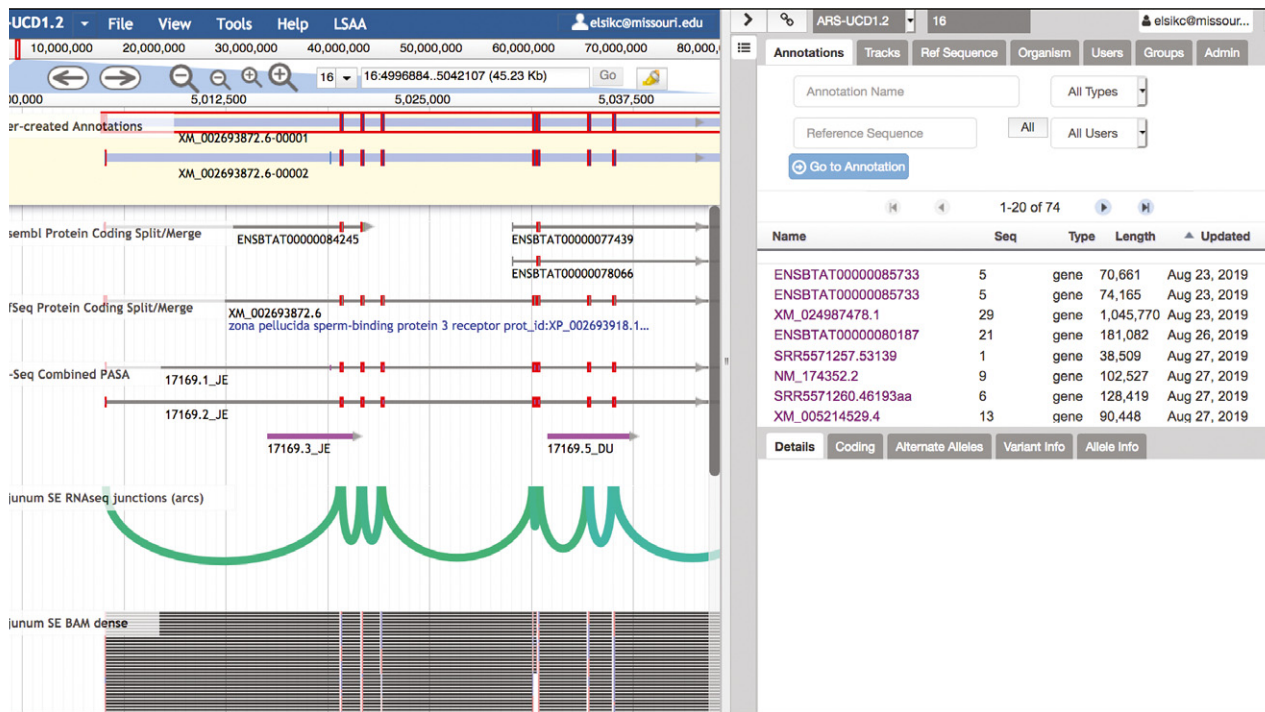 -UCD1.2 File View Tools Help LSAA elsikc@missouri.edu
10,000,000 20,000,000 30,000,000 40,000,000 50,000,000 60,000,000 70,000,000 80,000,
16 16:4996884..5042107 (45.23 Kb) Go
00,000 5,012,500 5,025,000 5,037,500
er-created Annotations
XM_002693872.6-00001
XM_002693872.6-00002
sembl Protein Coding Split/Merge
ENSBTAT00000084245 ENSBTAT00000077439
ENSBTAT00000078066
fSeq Protein Coding Split/Merge
XM_002693872.6
zona pellucida sperm-binding protein 3 receptor prot_id:XP_002693918.1...
-Seq Combined PASA
17169.1_JE
17169.2_JE
17169.3_JE 17169.5_DU
junum SE RNAseq junctions (arcs)
junum SE BAM dense
ARS-UCD1.2 16 elsikc@missour...
Annotations Tracks Ref Sequence Organism Users Groups Admin
Annotation Name All Types
Reference Sequence All All Users
Go to Annotation
1-20 of 74
Name Seq Type Length Updated
ENSBTAT00000085733 5 gene 70,661 Aug 23, 2019
ENSBTAT00000085733 5 gene 74,165 Aug 23, 2019
XM_024987478.1 29 gene 1,045,770 Aug 23, 2019
ENSBTAT00000080187 21 gene 181,082 Aug 26, 2019
SRR5571257.53139 1 gene 38,509 Aug 27, 2019
NM_174352.2 9 gene 102,527 Aug 27, 2019
SRR5571260.46193aa 6 gene 128,419 Aug 27, 2019
XM_005214529.4 13 gene 90,448 Aug 27, 2019
Details Coding Alternate Alleles Variant Info Allele Info